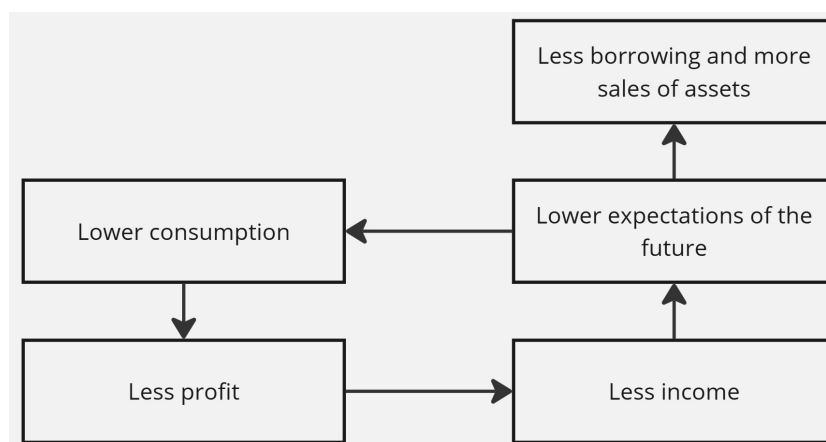 Less borrowing and more
sales of assets
Lower consumption
Lower expectations of the
future
Less profit
Less income